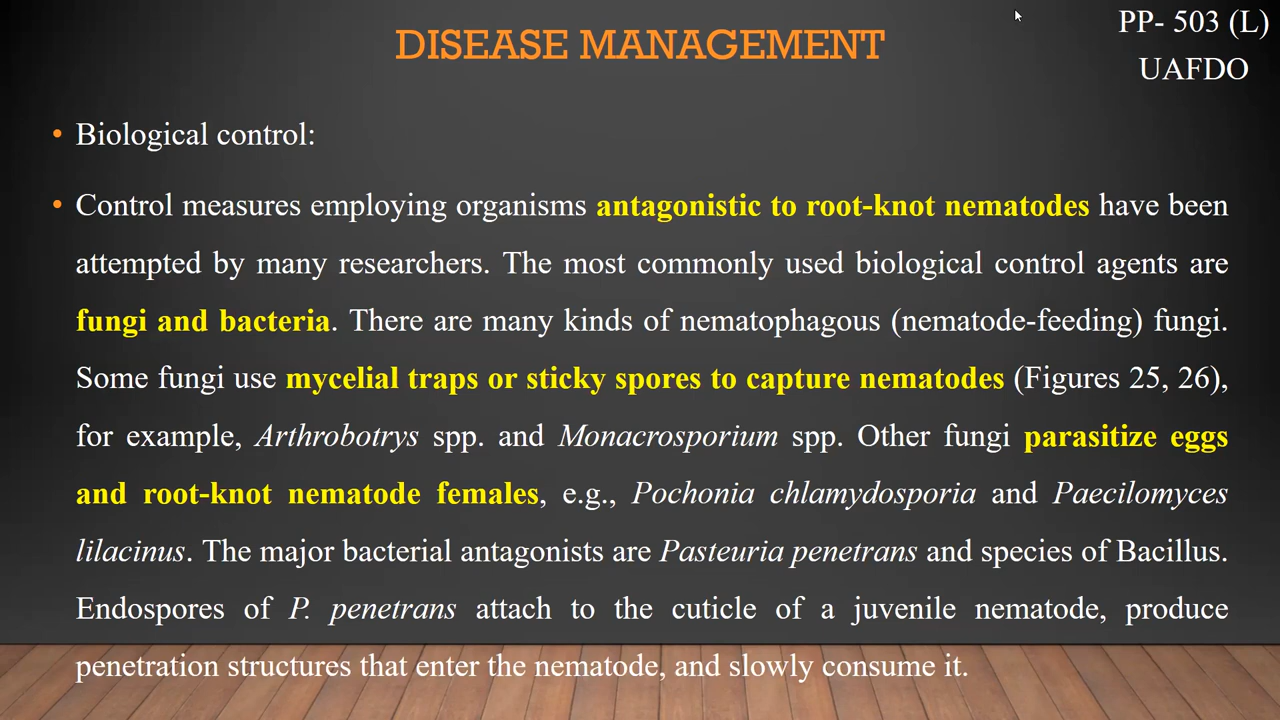 DISEASE MANAGEMENT
PP- 503 (L)
UAFDO
• Biological control:
• Control measures employing organisms antagonistic to root-knot nematodes have been
attempted by many researchers. The most commonly used biological control agents are
fungi and bacteria. There are many kinds of nematophagous (nematode-feeding) fungi.
Some fungi use mycelial traps or sticky spores to capture nematodes (Figures 25, 26),
for example, Arthrobotrys spp. and Monacrosporium spp. Other fungi parasitize eggs
and root-knot nematode females, e.g., Pochonia chlamydosporia and Paecilomyces
lilacinus. The major bacterial antagonists are Pasteuria penetrans and species of Bacillus.
Endospores of P. penetrans attach to the cuticle of a juvenile nematode, produce
penetration structures that enter the nematode, and slowly consume it.